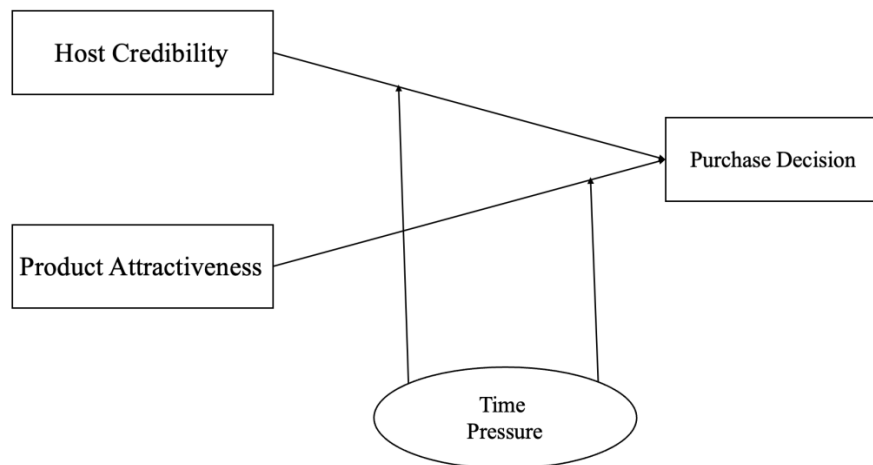 Host Credibility
Purchase Decision
Product Attractiveness
Time
Pressure